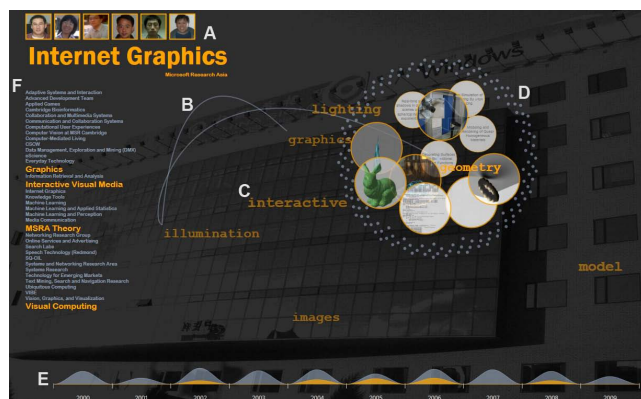 A
Internet Graphics
Microsoft Research Asia
F
Adaptive Systems and Interaction
Advanced Development Team
Applied Games
Cambridge Bioinformatics
Collaboration and Multimedia Systems
Communication and Collaboration Systems
Computational User Experiences
Computer Vision at MSR Cambridge
Computer-Mediated Living
CSCW
Data Management, Exploration and Mining (DMX)
eScience
Everyday Technology
Graphics
Information Retrieval and Analysis
Interactive Visual Media
Internet Graphics
Knowledge Tools
Machine Learning
Machine Learning and Applied Statistics
Machine Learning and Perception
Media Communication
MSRA Theory
Networking Research Group
Online Services and Advertising
Search Labs
Speech Technology (Redmond)
SQ-OIL
Systems and Networking Research Area
Systems Research
Technology for Emerging Markets
Text Mining, Search and Navigation Research
Ubiquitous Computing
VIBE
Vision, Graphics, and Visualization
Visual Computing
B
lighting
Windows
D
graphics
geometry
C
interactive
illumination
model
images
E
2000
2001
2002
2003
2004
2005
2006
2007
2008
2009